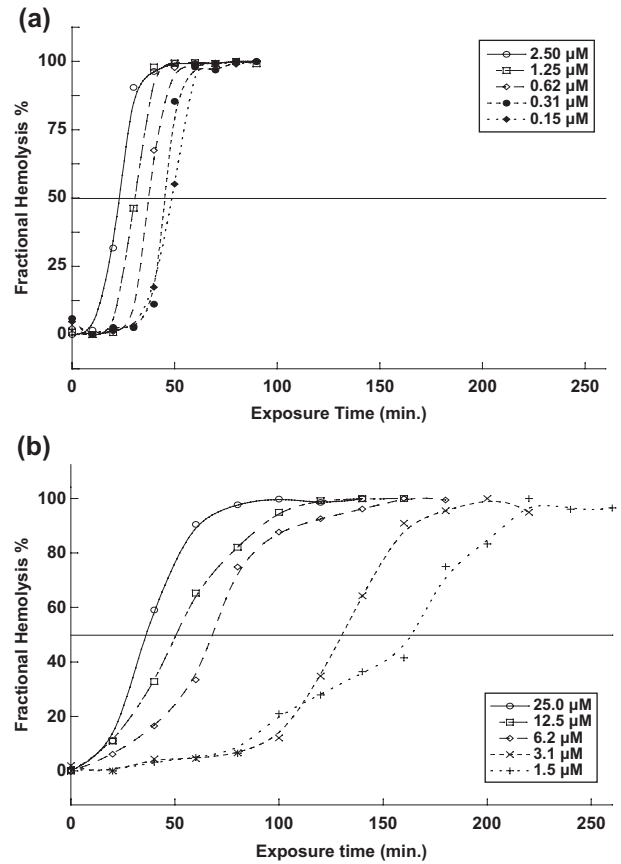 (a)
Fractional Hemolysis %
100
75
50
25
0
2.50 µM
1.25 µM
0.62 µM
0.31 µM
0.15 µM
0 50 100 150 200 250
Exposure Time (min.)
(b)
Fractional Hemolysis %
100
80
60
40
20
0
25.0 µM
12.5 µM
6.2 µM
3.1 µM
1.5 µM
0 50 100 150 200 250
Exposure time (min.)